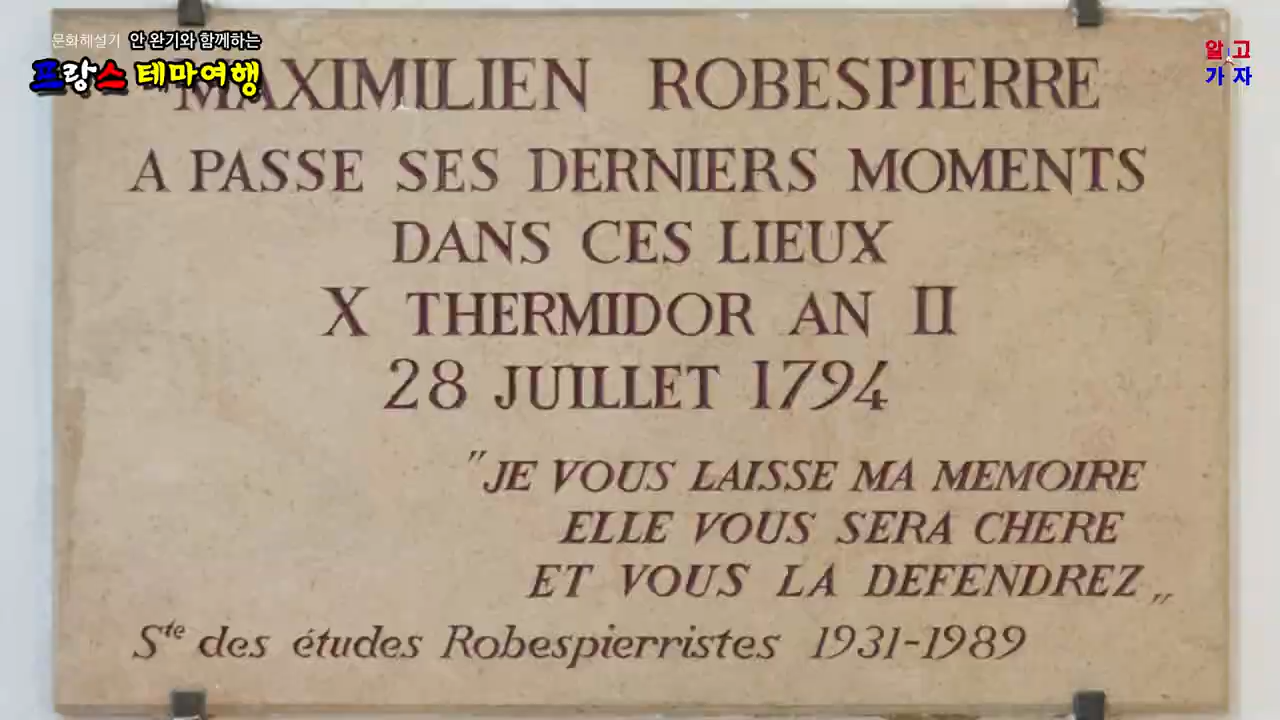 문화해설가 안 완기와 함께하는
프랑스 테마여행
알고
가자
MAXIMILIEN ROBESPIERRE
A PASSE SES DERNIERS MOMENTS
DANS CES LIEUX
X THERMIDOR AN II
28 JUILLET 1794
"JE VOUS LAISSE MA MEMOIRE
ELLE VOUS SERA CHERE
ET VOUS LA DEFENDREZ„
Ste des études Robespierristes 1931-1989